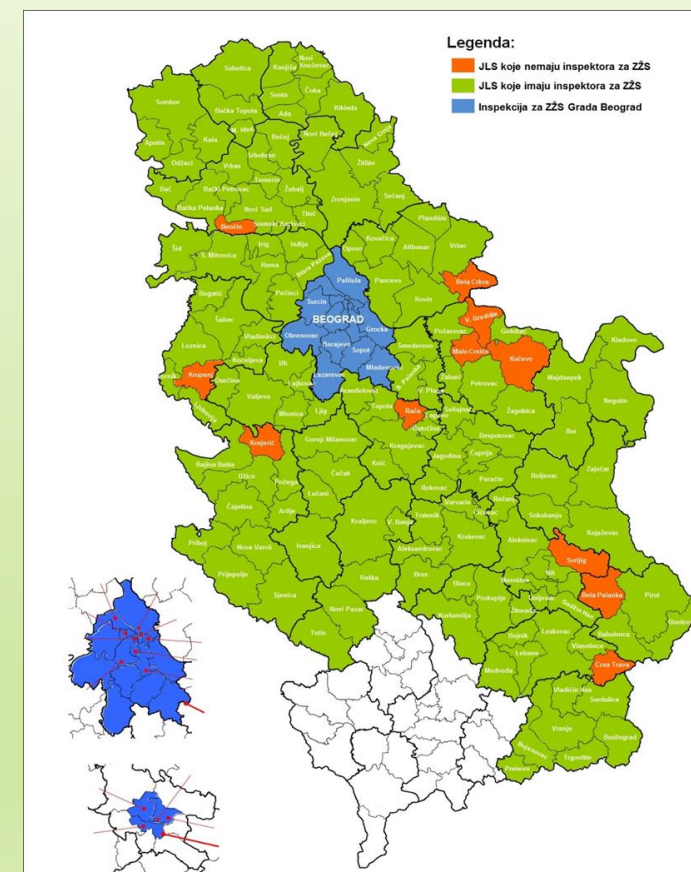 Legenda:
JLS koje nemaju inspektora za ZŽS
JLS koje imaju inspektora za ZŽS
Inspekcija za ZŽS Grada Beograd
Subotica
Kanjiža
Novi
Kneževac
Senta
Čoka
Sombor
Bačka Topola
Ada
Kikinda
Apatin
Kula
Bečej
Novi Bečej
Nova Crnja
Odžaci
Vrbas
Srbobran
Žitište
Temerin
Bač
Bački Petrovac
Žabalj
Zrenjanin
Sečanj
Bačka Palanka
Novi Sad
Titel
Plandište
Beočin
Sremski Karlovci
Kovačica
Alibunar
Vršac
Šid
Irig
Inđija
Opovo
S. Mitrovica
Ruma
Stara Pazova
Palilula
Pančevo
Bela Crkva
Pećinci
Surčin
Kovin
Bogatić
Šabac
BEOGRAD
Grocka
V. Gradište
Požarevac
Golubac
Kladovo
Loznica
Vladimirci
Obrenovac
Barajevo
Sopot
Smederevo
Malo Crniće
Kučevo
Koceljeva
Ub
Mladenovac
Krupanj
Osečina
Lazarevac
S. Palanka
Žabari
Petrovac
Majdanpek
Negotin
Valjevo
Lajkovac
Aranđelovac
V. Plana
Ljubovija
Mionica
Ljig
Topola
Rača
Svilajnac
Žagubica
Bor
Kosjerić
Gornji Milanovac
Kragujevac
Batočina
Despotovac
Bajina Bašta
Čačak
Knić
Jagodina
Ćuprija
Zaječar
Užice
Požega
Lučani
Rekovac
Paraćin
Boljevac
Čajetina
Arilje
Kraljevo
V. Banja
Trstenik
Varvarin
Ražanj
Sokobanja
Knjaževac
Ćićevac
Priboj
Nova Varoš
Ivanjica
Aleksandrovac
Kruševac
Aleksinac
Svrljig
Prijepolje
Raška
Brus
Blace
Merošina
Niš
Bela Palanka
Pirot
Sjenica
Prokuplje
Doljevac
Gadžin Han
Novi Pazar
Kuršumlija
Žitorađa
Babušnica
Tutin
Bojnik
Leskovac
Vlasotince
Lebane
Medveđa
Crna Trava
Vladičin Han
Surdulica
Vranje
Bosilegrad
Bujanovac
Trgovište
Preševo